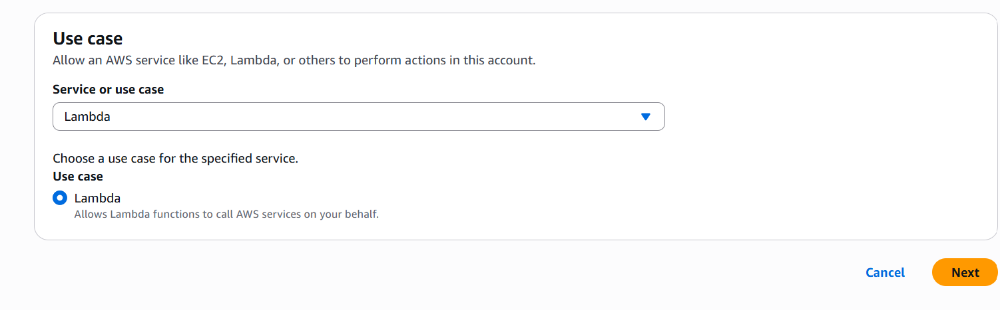 Use case
Allow an AWS service like EC2, Lambda, or others to perform actions in this account.
Service or use case
Lambda
Choose a use case for the specified service.
Use case
Lambda
Allows Lambda functions to call AWS services on your behalf.
Cancel
Next